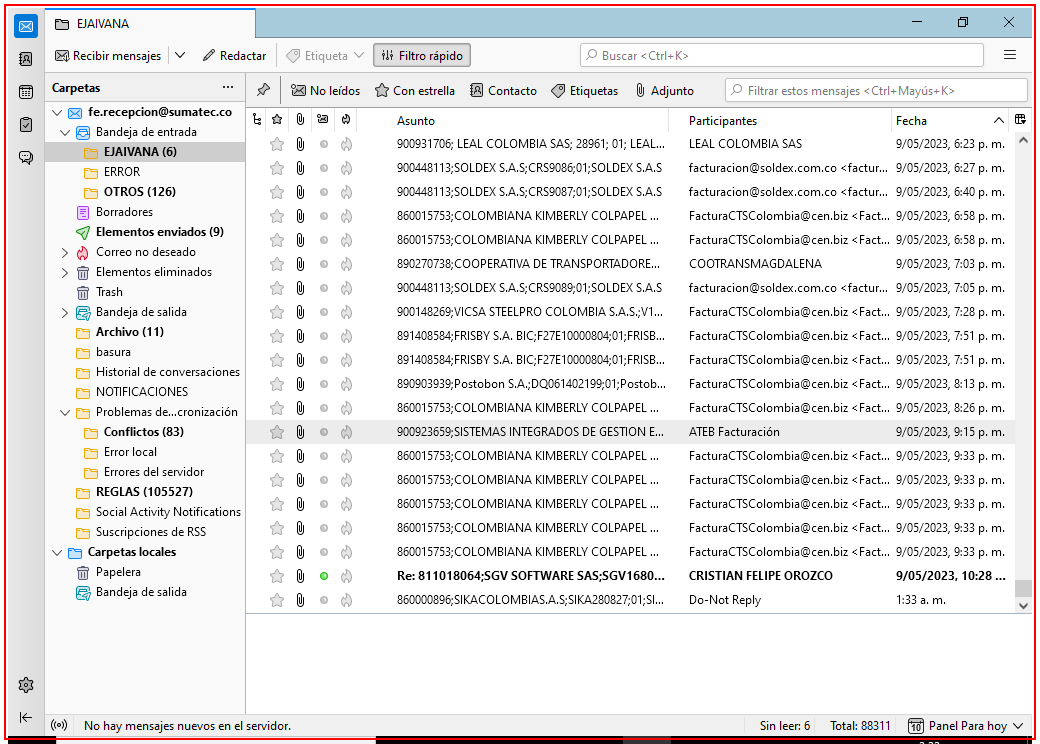 EJAIVANA
Recibir mensajes Redactar Etiqueta Filtro rápido Buscar <Ctrl+K>
Carpetas ··· No leídos Con estrella Contacto Etiquetas Adjunto Filtrar estos mensajes <Ctrl+Mayús+K>
fe.recepcion@sumatec.co
Bandeja de entrada
EJAIVANA (6)
ERROR
OTROS (126)
Borradores
Elementos enviados (9)
Correo no deseado
Elementos eliminados
Trash
Bandeja de salida
Archivo (11)
basura
Historial de conversaciones
NOTIFICACIONES
Problemas de...cronización
Conflictos (83)
Error local
Errores del servidor
REGLAS (105527)
Social Activity Notifications
Suscripciones de RSS
Carpetas locales
Papelera
Bandeja de salida
Asunto Participantes Fecha
900931706; LEAL COLOMBIA SAS; 28961; 01; LEAL... LEAL COLOMBIA SAS 9/05/2023, 6:23 p. m.
900448113;SOLDEX S.A.S;CRS9086;01;SOLDEX S.A.S facturacion@soldex.com.co <factur... 9/05/2023, 6:27 p. m.
900448113;SOLDEX S.A.S;CRS9087;01;SOLDEX S.A.S facturacion@soldex.com.co <factur... 9/05/2023, 6:40 p. m.
860015753;COLOMBIANA KIMBERLY COLPAPEL ... FacturaCTSColombia@cen.biz <Fact... 9/05/2023, 6:58 p. m.
860015753;COLOMBIANA KIMBERLY COLPAPEL ... FacturaCTSColombia@cen.biz <Fact... 9/05/2023, 6:58 p. m.
890270738;COOPERATIVA DE TRANSPORTADORE... COOTRANSMAGDALENA 9/05/2023, 7:03 p. m.
900448113;SOLDEX S.A.S;CRS9089;01;SOLDEX S.A.S facturacion@soldex.com.co <factur... 9/05/2023, 7:05 p. m.
900148269;VICSA STEELPRO COLOMBIA S.A.S.;V1... FacturaCTSColombia@cen.biz <Fact... 9/05/2023, 7:28 p. m.
891408584;FRISBY S.A. BIC;F27E10000804;01;FRISB... FacturaCTSColombia@cen.biz <Fact... 9/05/2023, 7:51 p. m.
891408584;FRISBY S.A. BIC;F27E10000804;01;FRISB... FacturaCTSColombia@cen.biz <Fact... 9/05/2023, 7:51 p. m.
890903939;Postobon S.A.;DQ061402199;01;Postob... FacturaCTSColombia@cen.biz <Fact... 9/05/2023, 8:13 p. m.
860015753;COLOMBIANA KIMBERLY COLPAPEL ... FacturaCTSColombia@cen.biz <Fact... 9/05/2023, 8:26 p. m.
900923659;SISTEMAS INTEGRADOS DE GESTION E... ATEB Facturación 9/05/2023, 9:15 p. m.
860015753;COLOMBIANA KIMBERLY COLPAPEL ... FacturaCTSColombia@cen.biz <Fact... 9/05/2023, 9:33 p. m.
860015753;COLOMBIANA KIMBERLY COLPAPEL ... FacturaCTSColombia@cen.biz <Fact... 9/05/2023, 9:33 p. m.
860015753;COLOMBIANA KIMBERLY COLPAPEL ... FacturaCTSColombia@cen.biz <Fact... 9/05/2023, 9:33 p. m.
860015753;COLOMBIANA KIMBERLY COLPAPEL ... FacturaCTSColombia@cen.biz <Fact... 9/05/2023, 9:33 p. m.
860015753;COLOMBIANA KIMBERLY COLPAPEL ... FacturaCTSColombia@cen.biz <Fact... 9/05/2023, 9:33 p. m.
Re: 811018064;SGV SOFTWARE SAS;SGV1680... CRISTIAN FELIPE OROZCO 9/05/2023, 10:28 ...
860000896;SIKACOLOMBIAS.A.S;SIKA280827;01;SI... Do-Not Reply 1:33 a. m.
No hay mensajes nuevos en el servidor. Sin leer: 6 Total: 88311 10 Panel Para hoy